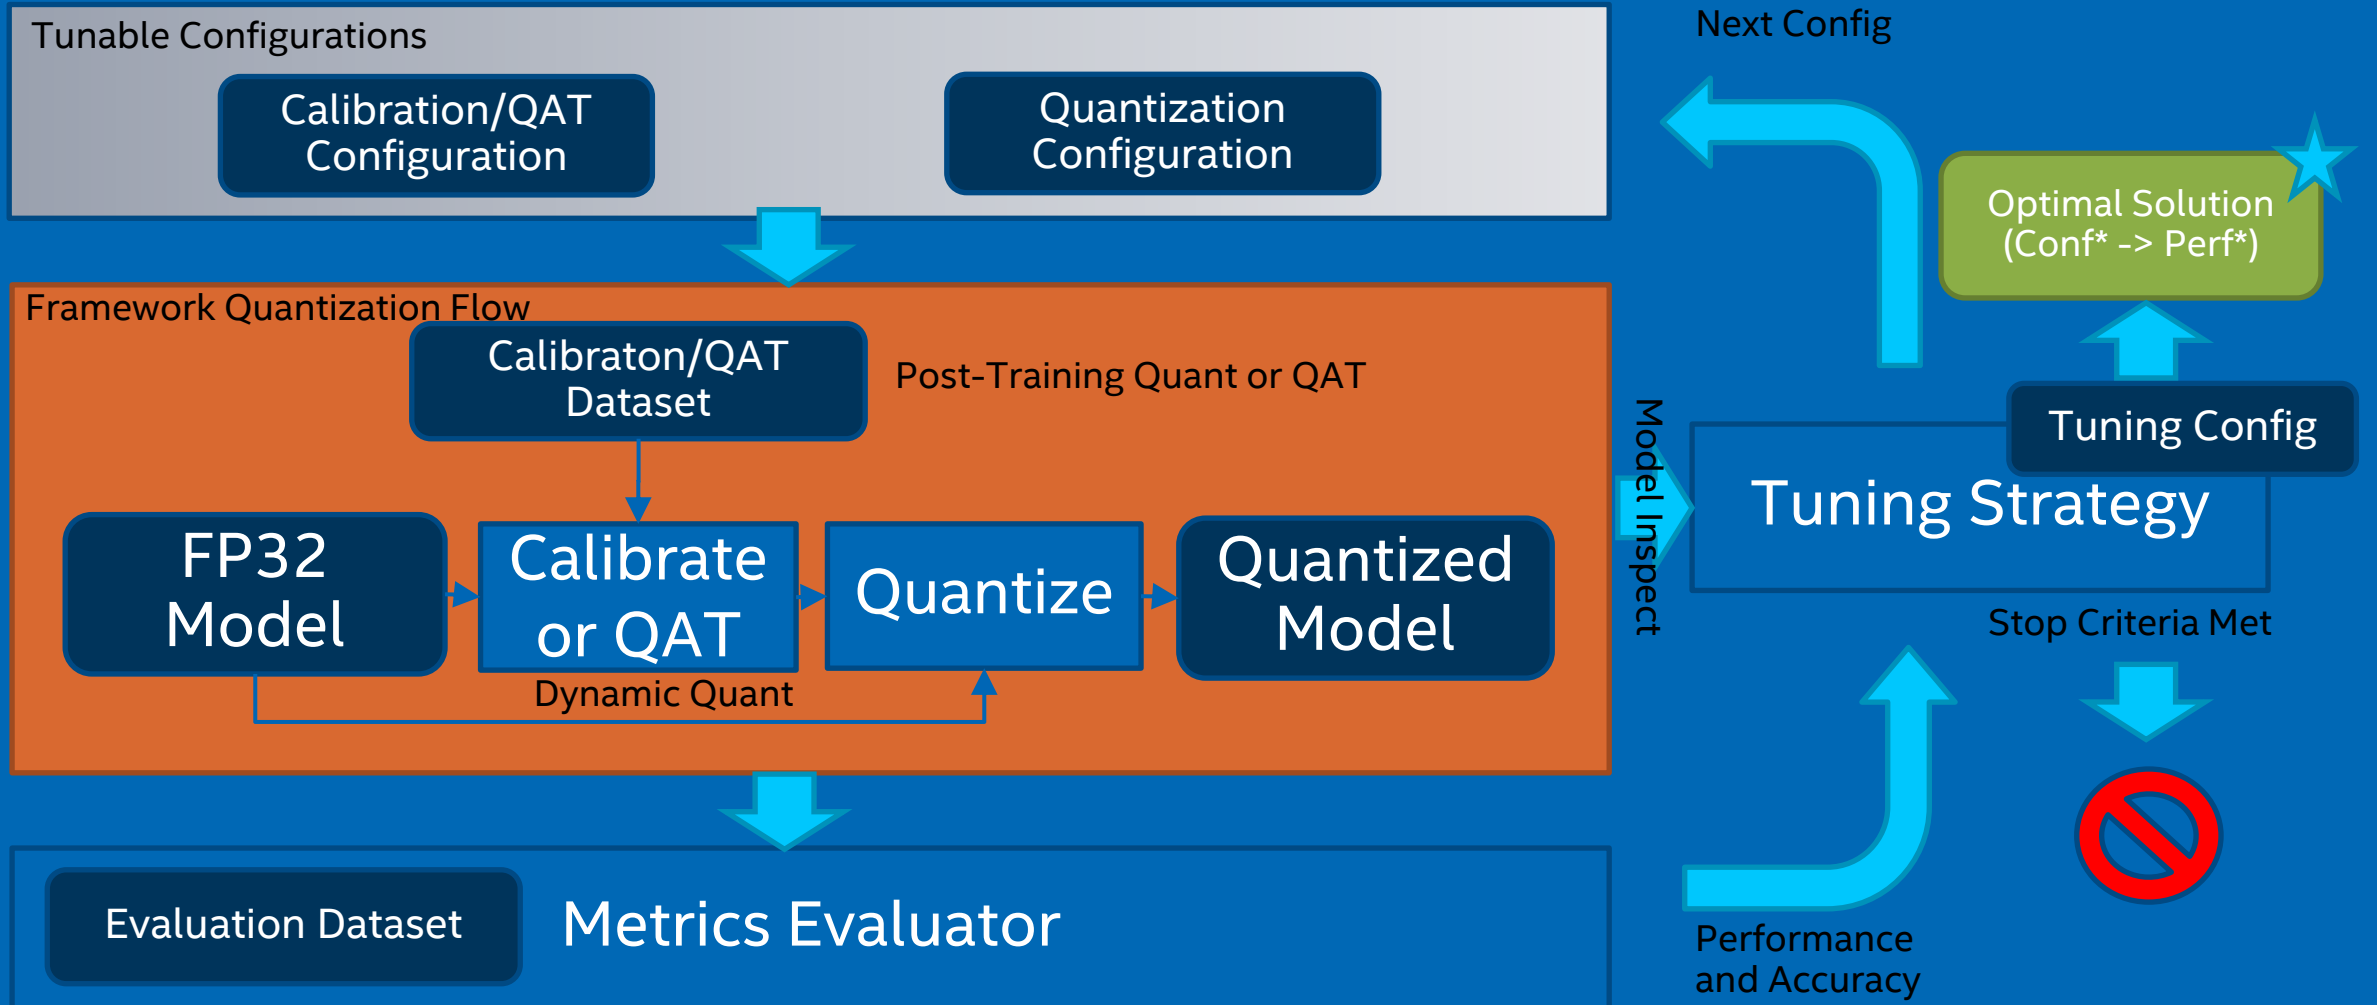 Tunable Configurations
Calibration/QAT
Configuration
Quantization
Configuration
Next Config
Optimal Solution
(Conf* -> Perf*)
Framework Quantization Flow
Calibraton/QAT
Dataset
Post-Training Quant or QAT
FP32
Model
Calibrate
or QAT
Quantize
Quantized
Model
Dynamic Quant
Model Inspect
Tuning Config
Tuning Strategy
Stop Criteria Met
Evaluation Dataset
Metrics Evaluator
Performance
and Accuracy